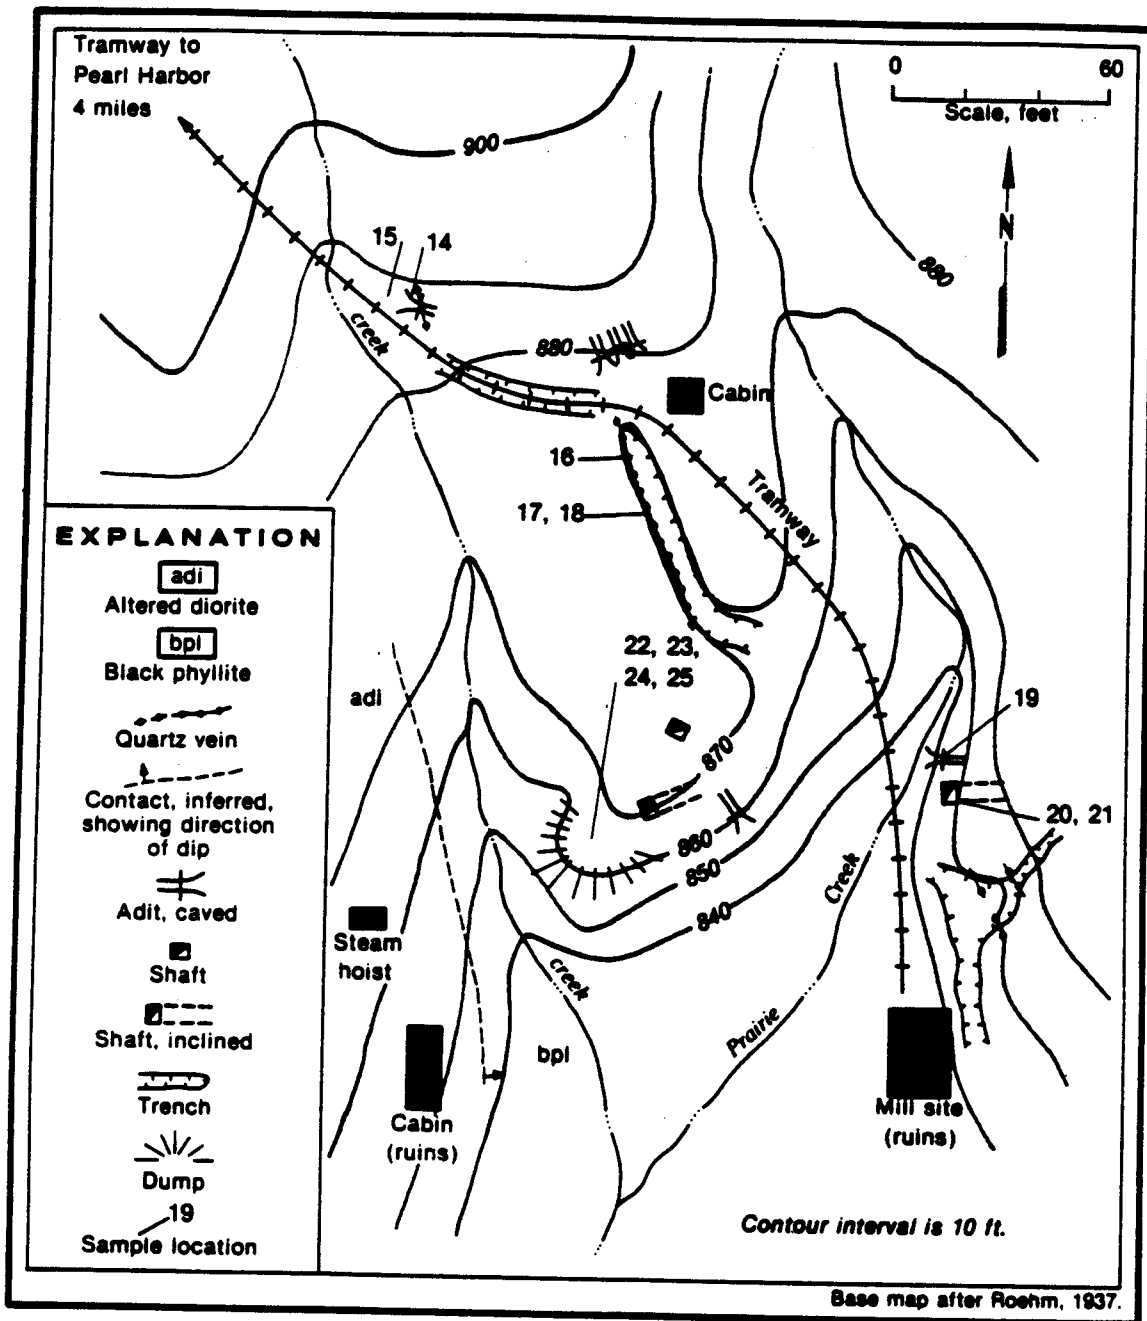 Tramway to
Pearl Harbor
4 miles
0 60
Scale, feet
N
900
15 14
creek
880
880
Cabin
16
17, 18
Tramway
22, 23,
24, 25
adi
19
870
20, 21
860
850
840
Creek
Steam
hoist
creek
Prairie
bpl
Cabin
(ruins)
Mill site
(ruins)
Contour interval is 10 ft.
EXPLANATION
adi
Altered diorite
bpl
Black phyllite
Quartz vein
Contact, inferred,
showing direction
of dip
Adit, caved
Shaft
Shaft, inclined
Trench
Dump
19
Sample location
Base map after Roehm, 1937.